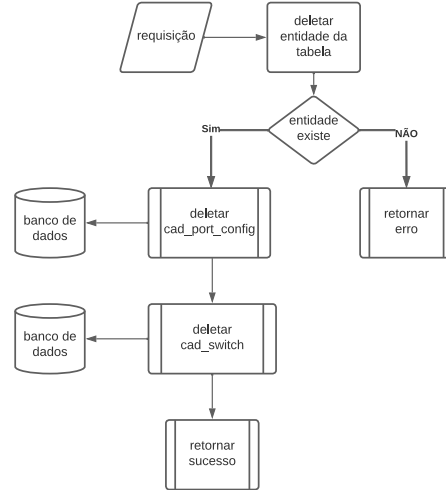 requisição
deletar
entidade da
tabela
entidade
existe
Sim
NÃO
banco de
dados
deletar
cad_port_config
retornar
erro
banco de
dados
deletar
cad_switch
retornar
sucesso